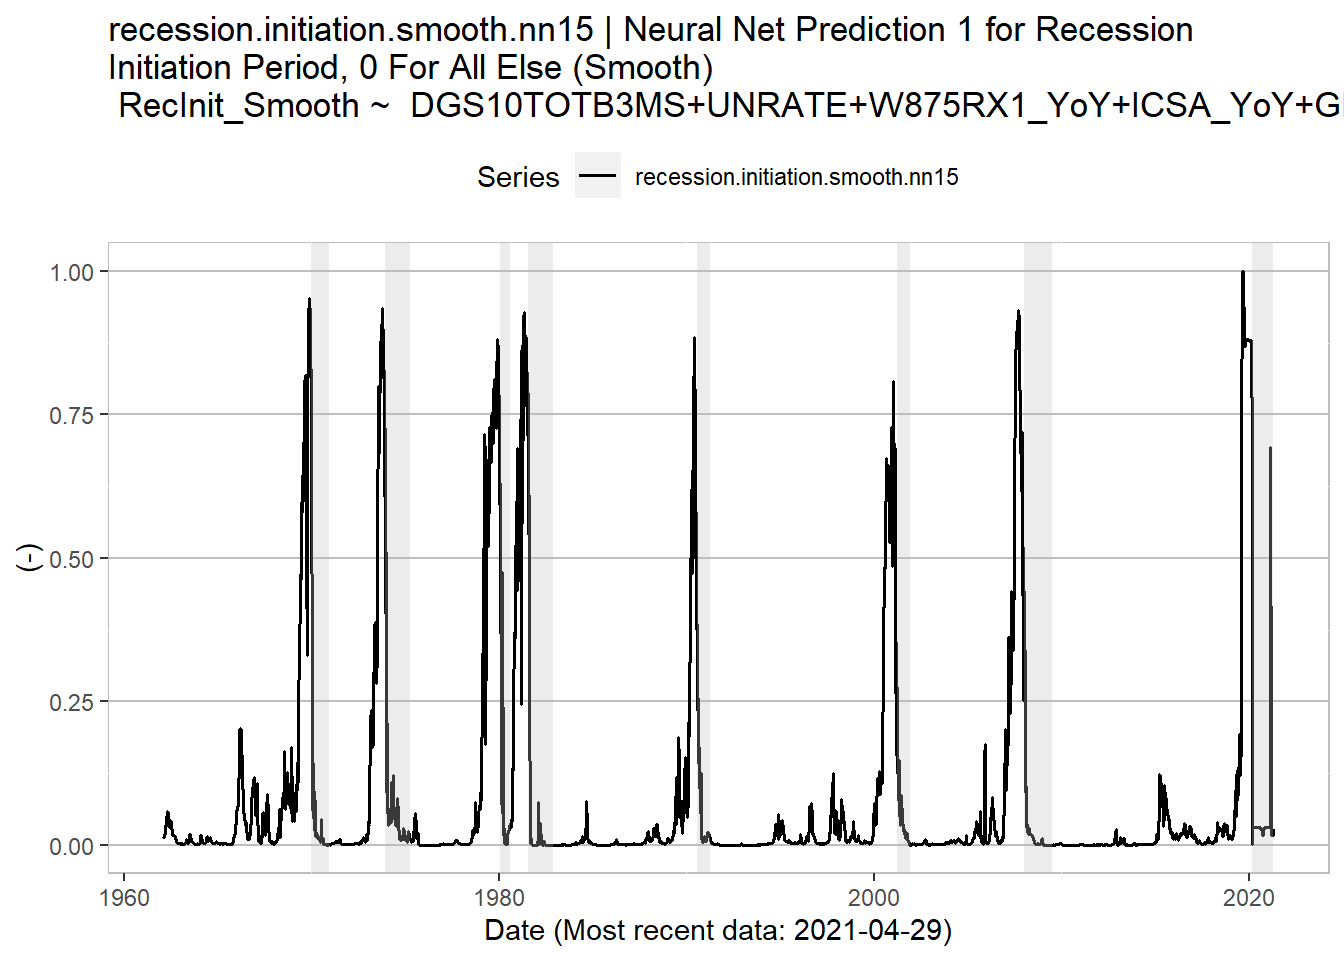 recession.initiation.smooth.nn15 | Neural Net Prediction 1 for Recession
Initiation Period, 0 For All Else (Smooth)
RecInit_Smooth ~ DGS10TOTB3MS+UNRATE+W875RX1_YoY+ICSA_YoY+G
Series
recession.initiation.smooth.nn15
1.00
0.75
0.50
0.25
0.00
(-)
1960
1980
2000
2020
Date (Most recent data: 2021-04-29)